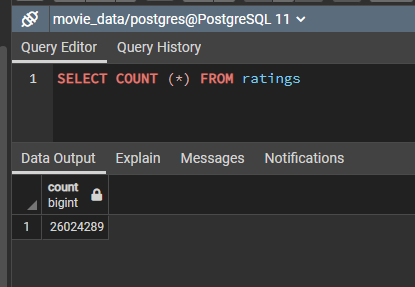 movie_data/postgres@PostgreSQL 11
Query Editor Query History
1 SELECT COUNT (*) FROM ratings
Data Output Explain Messages Notifications
count
bigint
1 26024289